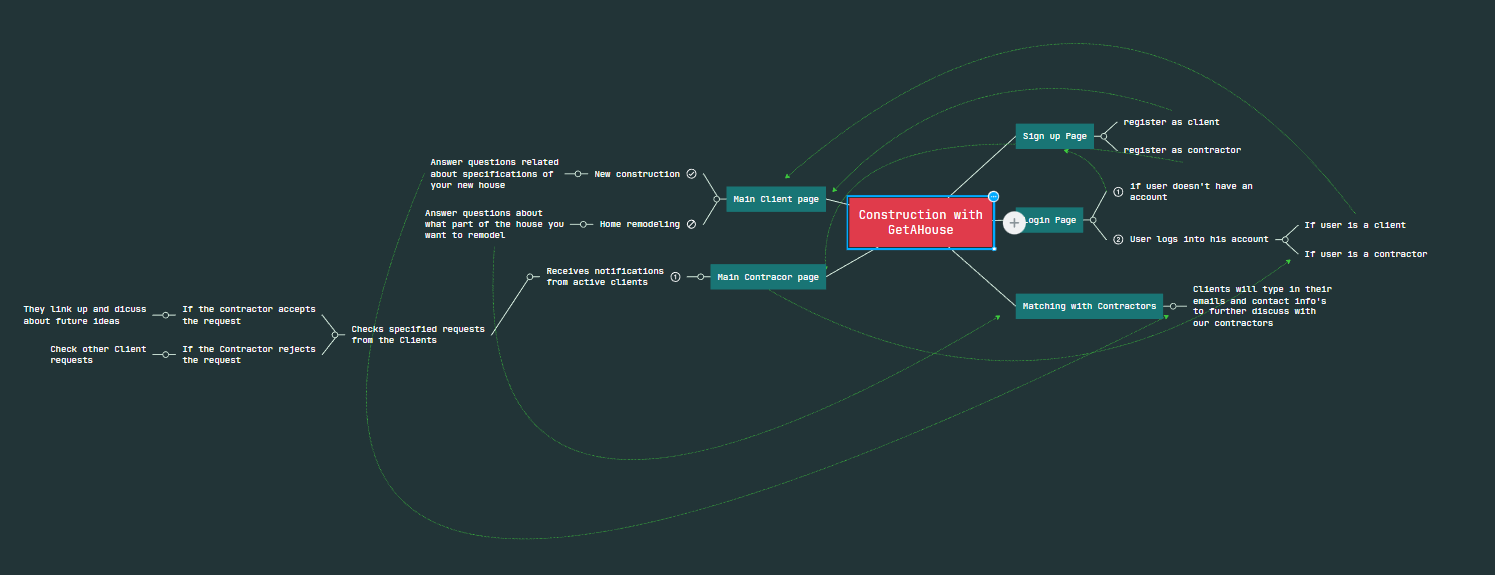 Construction with
GetAHouse
Sign up Page
register as client
register as contractor
Login Page
1
if user doesn't have an
account
2
User logs into his account
If user is a client
If user is a contractor
Matching with Contractors
Clients will type in their
emails and contact info's
to further discuss with
our contractors
Main Client page
New construction
Answer questions related
about specifications of
your new house
Home remodeling
Answer questions about
what part of the house you
want to remodel
Main Contracor page
1
Receives notifications
from active clients
Checks specified requests
from the Clients
If the contractor accepts
the request
They link up and dicuss
about future ideas
If the Contractor rejects
the request
Check other Client
requests